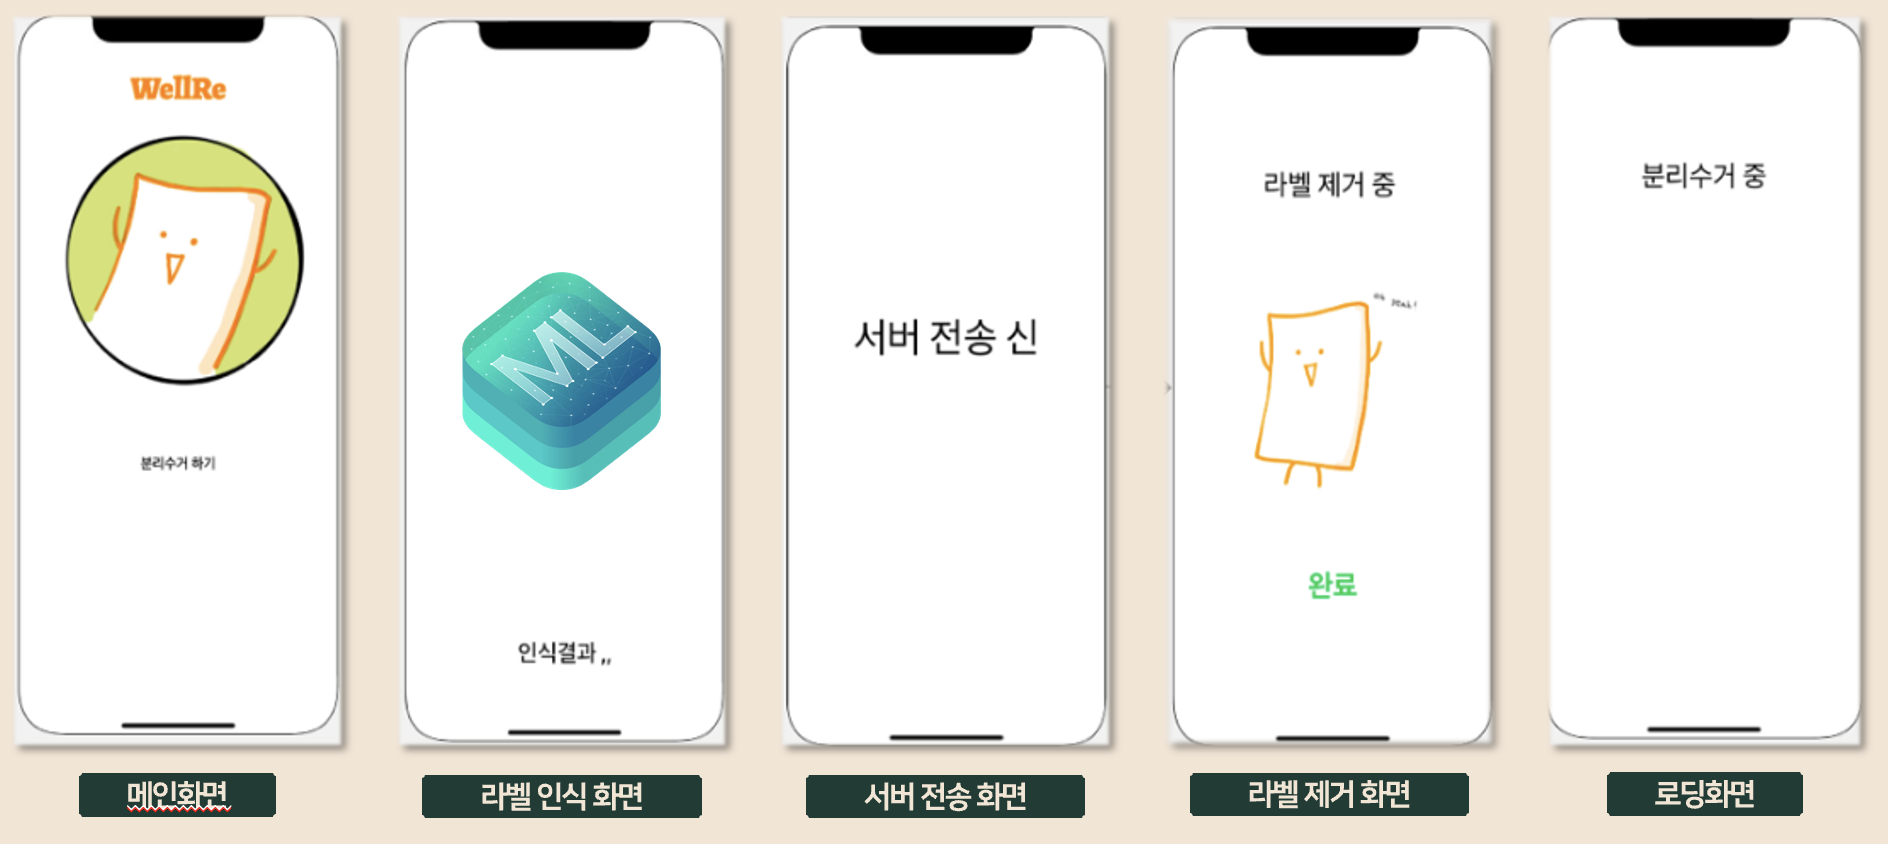 WellRe
분리수거 하기
메인화면
ML
인식결과 ,,
라벨 인식 화면
서버 전송 신
서버 전송 화면
라벨 제거 중
완료
라벨 제거 화면
분리수거 중
로딩화면